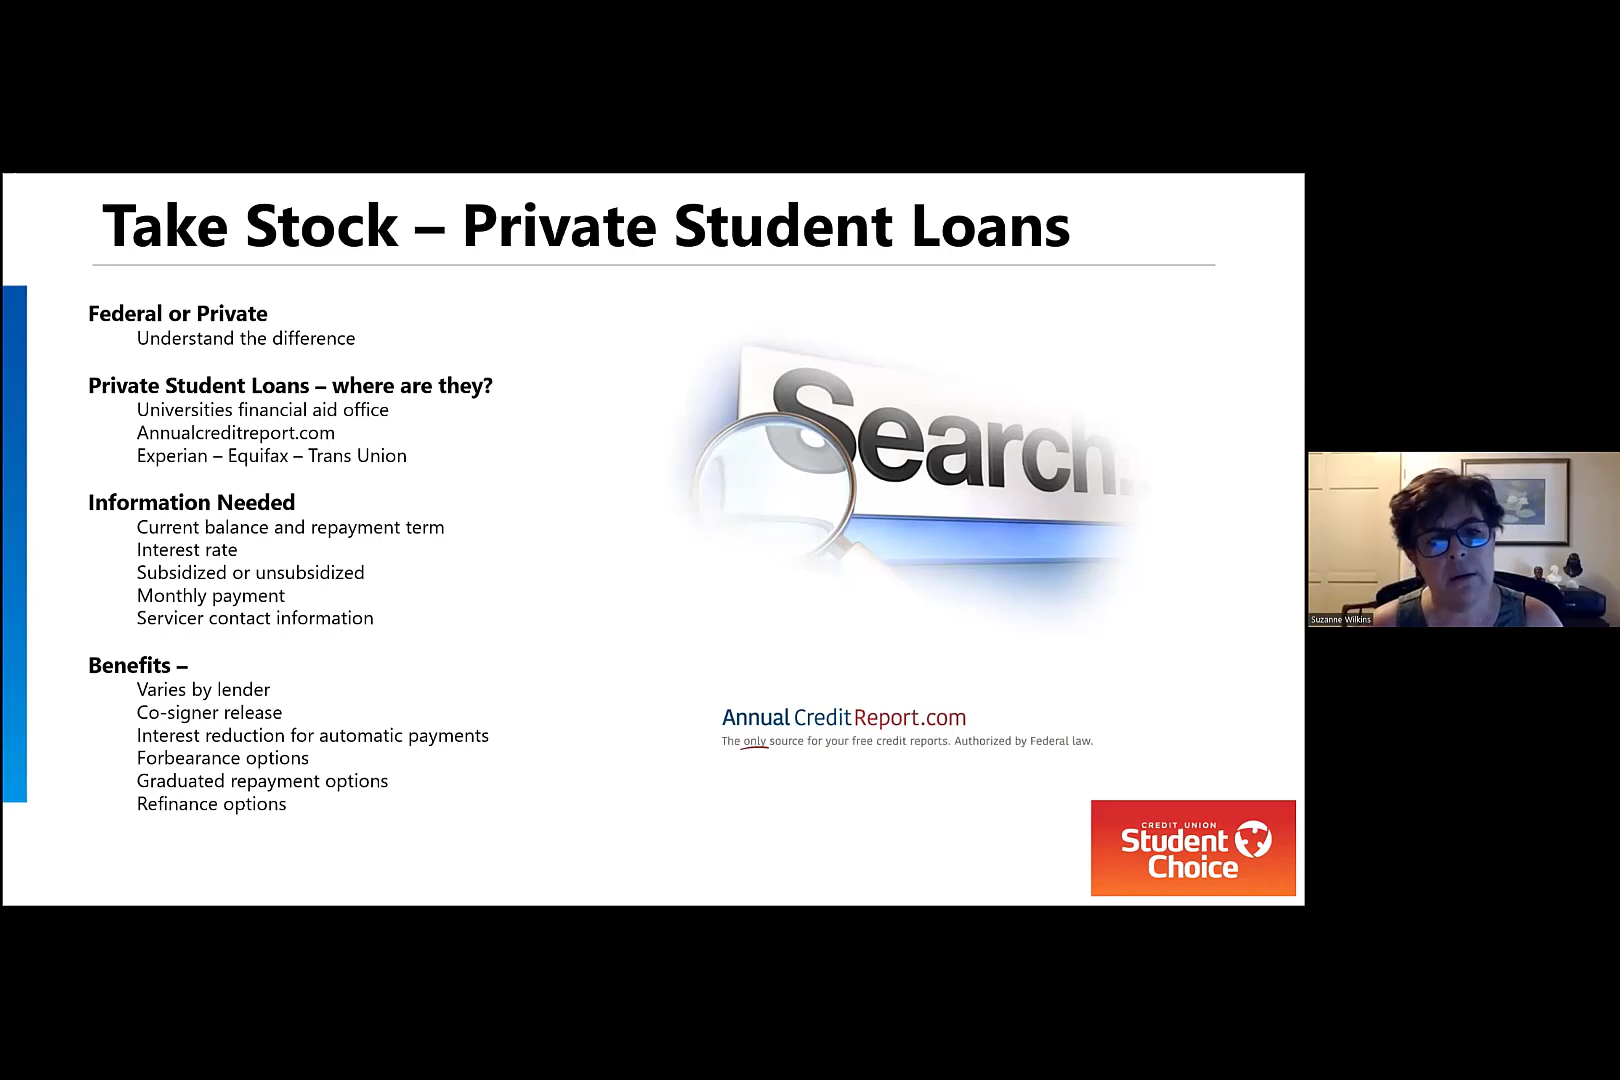 Take Stock – Private Student Loans
Federal or Private
Understand the difference
Private Student Loans – where are they?
Universities financial aid office
Annualcreditreport.com
Experian – Equifax – Trans Union
Information Needed
Current balance and repayment term
Interest rate
Subsidized or unsubsidized
Monthly payment
Servicer contact information
Benefits –
Varies by lender
Co-signer release
Interest reduction for automatic payments
Forbearance options
Graduated repayment options
Refinance options
Search...
AnnualCreditReport.com
The only source for your free credit reports. Authorized by Federal law.
CREDIT UNION
Student
Choice
Suzanne Wilkins